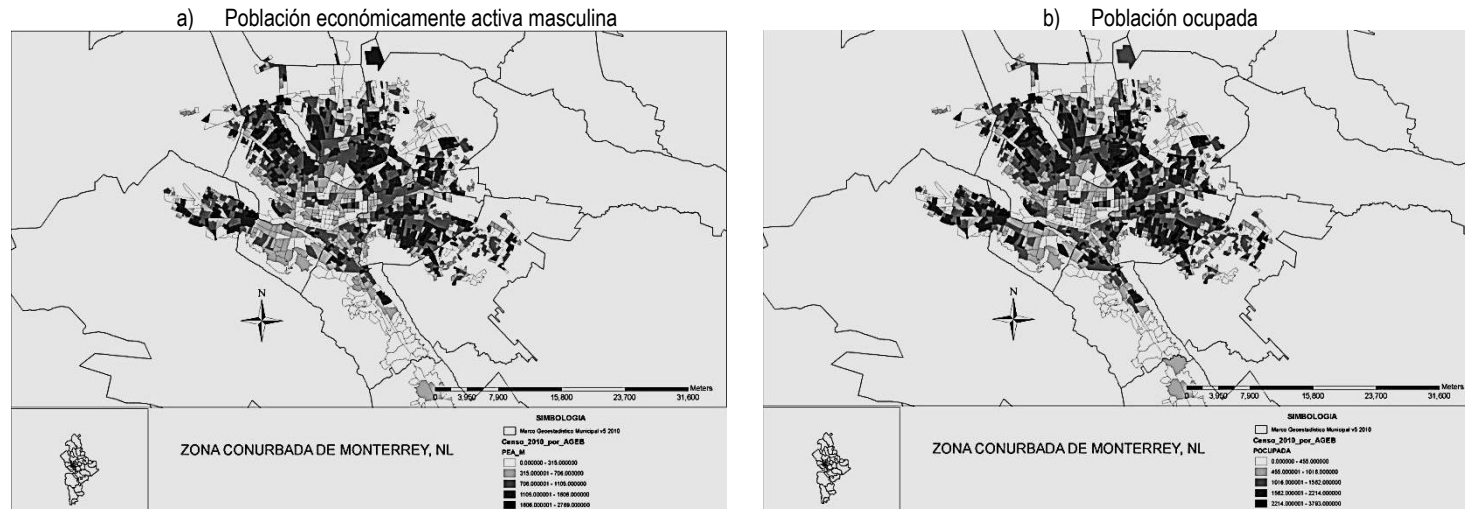 a) Población económicamente activa masculina
N
Meters
0 3,950 7,900 15,800 23,700 31,600
ZONA CONURBADA DE MONTERREY, NL
SIMBOLOGIA
Marco Geoestadístico Municipal v5 2010
Censo_2010_por_AGEB
PEA_M
0.000000 - 315.000000
315.000001 - 706.000000
706.000001 - 1105.000000
1105.000001 - 1606.000000
1606.000001 - 2769.000000
b) Población ocupada
N
Meters
0 3,950 7,900 15,800 23,700 31,600
ZONA CONURBADA DE MONTERREY, NL
SIMBOLOGIA
Marco Geoestadístico Municipal v5 2010
Censo_2010_por_AGEB
POCUPADA
0.000000 - 455.000000
455.000001 - 1016.000000
1016.000001 - 1562.000000
1562.000001 - 2214.000000
2214.000001 - 3793.000000